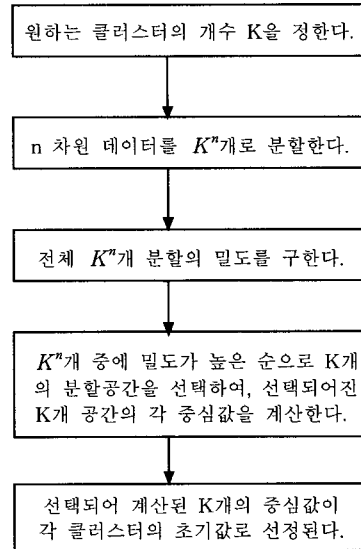 원하는 클러스터의 개수 K을 정한다.
n 차원 데이터를 Kⁿ개로 분할한다.
전체 Kⁿ개 분할의 밀도를 구한다.
Kⁿ개 중에 밀도가 높은 순으로 K개
의 분할공간을 선택하여, 선택되어진
K개 공간의 각 중심값을 계산한다.
선택되어 계산된 K개의 중심값이
각 클러스터의 초기값로 선정된다.